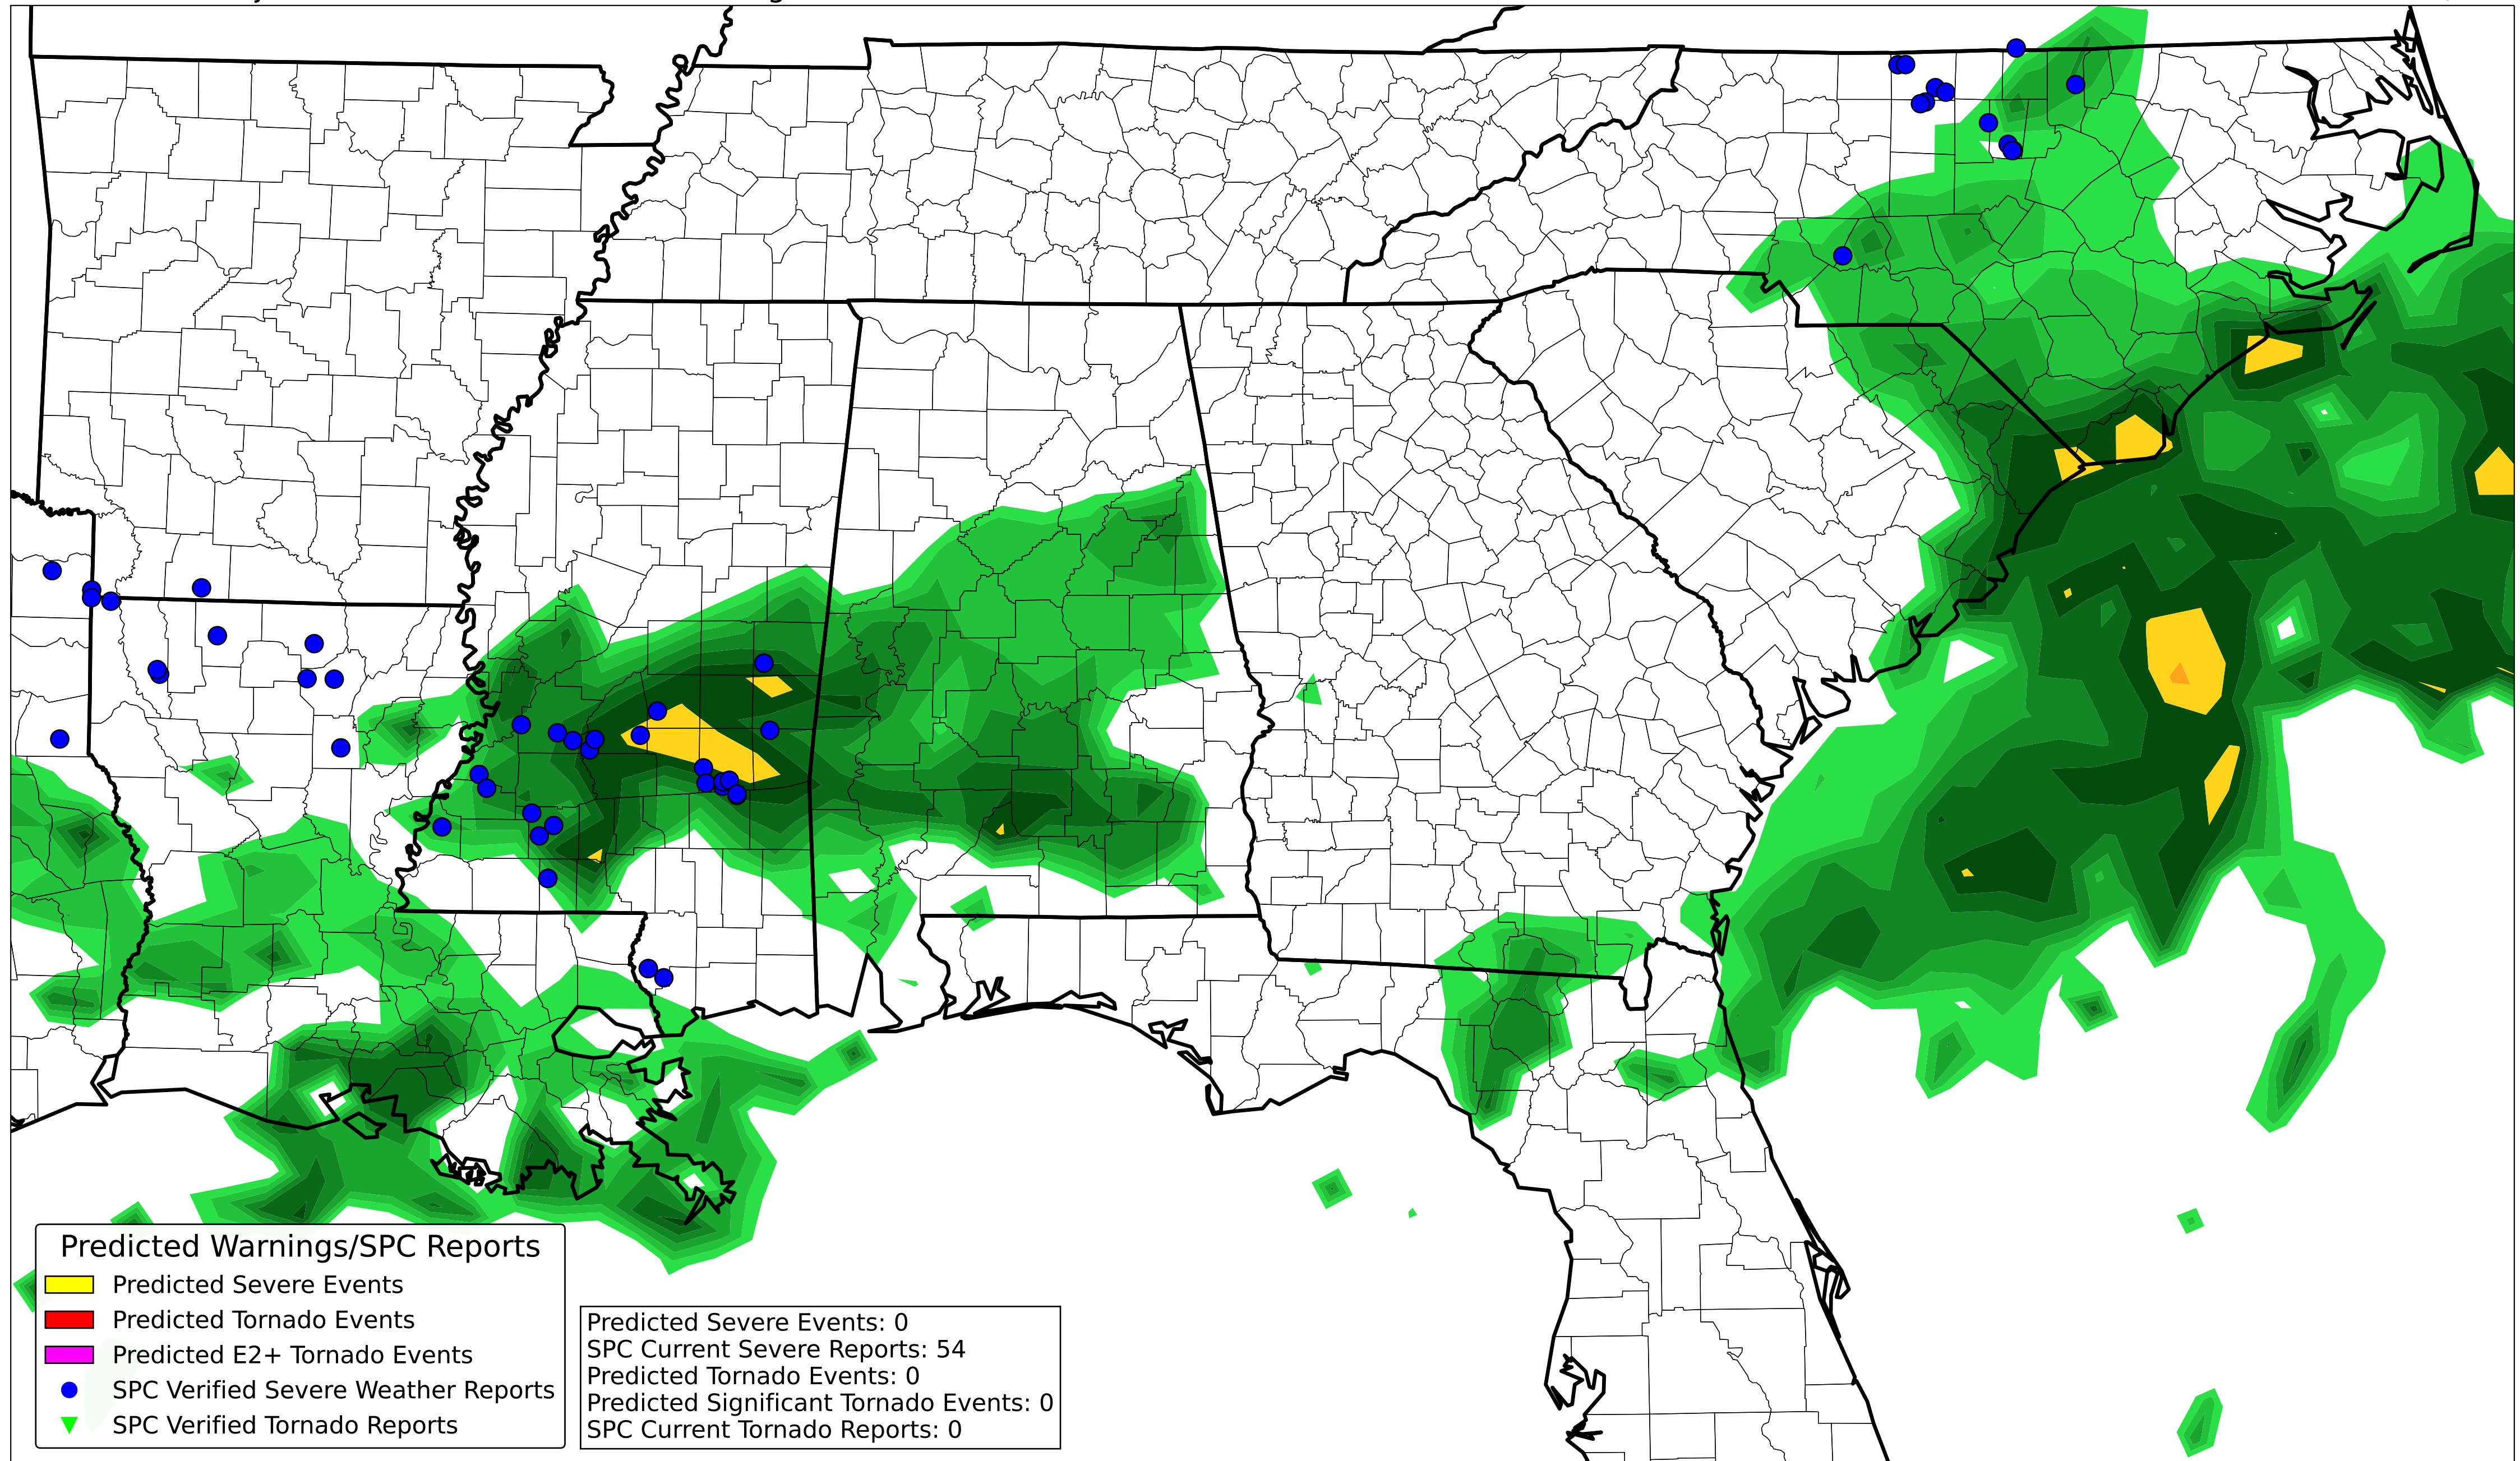 Predicted Warnings/SPC Reports
Predicted Severe Events
Predicted Tornado Events
Predicted E2+ Tornado Events
SPC Verified Severe Weather Reports
SPC Verified Tornado Reports
Predicted Severe Events: 0
SPC Current Severe Reports: 54
Predicted Tornado Events: 0
Predicted Significant Tornado Events: 0
SPC Current Tornado Reports: 0